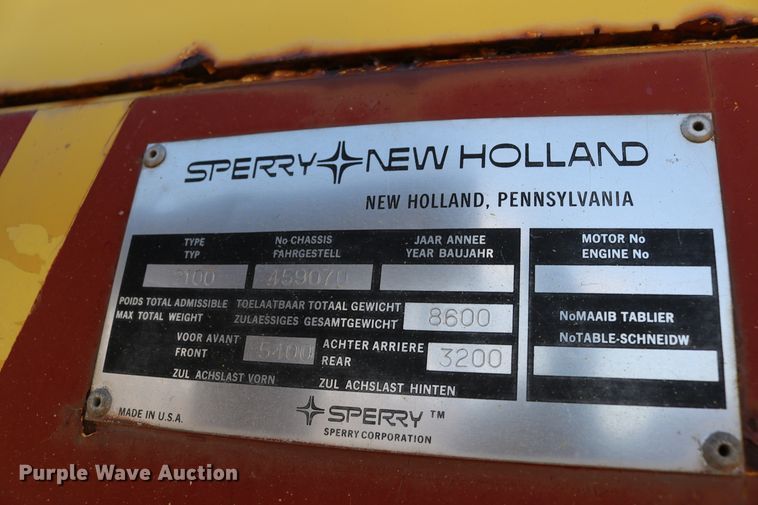 SPERRY NEW HOLLAND
NEW HOLLAND, PENNSYLVANIA
TYPE No CHASSIS JAAR ANNEE MOTOR No
TYP FAHRGESTELL YEAR BAUJAHR ENGINE No
459070
POIDS TOTAL ADMISSIBLE TOELAATBAAR TOTAAL GEWICHT 8600 NoMAAIB TABLIER
MAX TOTAL WEIGHT ZULAESSIGES GESAMTGEWICHT NoTABLE-SCHNEIDW
VOOR AVANT 5400 ACHTER ARRIERE 3200
FRONT REAR
ZUL ACHSLAST VORN ZUL ACHSLAST HINTEN
MADE IN U.S.A. SPERRY ™
SPERRY CORPORATION
Purple Wave Auction